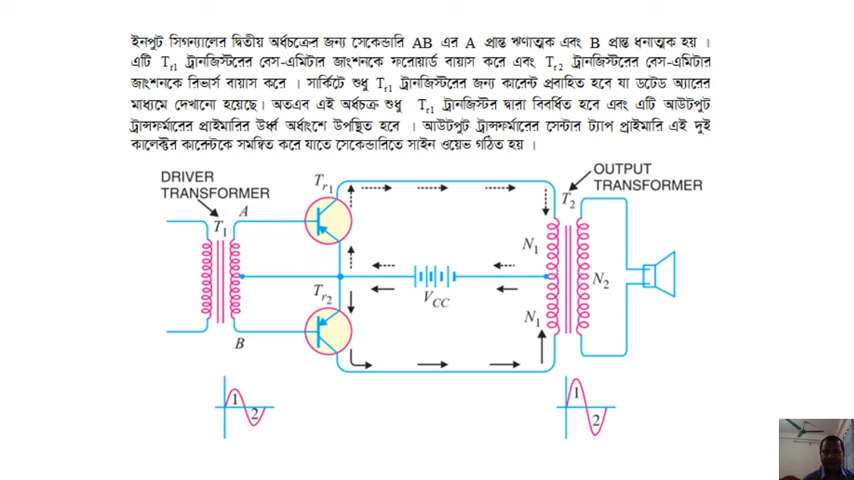 ইনপুট সিগন্যালের দ্বিতীয় অর্ধচক্রের জন্য সেকেন্ডারি AB এর A প্রান্ত ঋণাত্মক এবং B প্রান্ত ধনাত্মক হয় ।
এটি Tr1 ট্রানজিস্টরের বেস-এমিটার জাংশনকে ফরোয়ার্ড বায়াস করে এবং Tr2 ট্রানজিস্টরের বেস-এমিটার
জাংশনকে রিভার্স বায়াস করে । সার্কিটে শুধু Tr1 ট্রানজিস্টরের জন্য কারেন্ট প্রবাহিত হবে যা ডটেড অ্যারের
মাধ্যমে দেখানো হয়েছে। অতএব এই অর্ধচক্র শুধু Tr1 ট্রানজিস্টর দ্বারা বিবর্ধিত হবে এবং এটি আউটপুট
ট্রান্সফর্মারের প্রাইমারির উর্ধ্ব অর্ধাংশে উপস্থিত হবে । আউটপুট ট্রান্সফর্মারের সেন্টার ট্যাপ প্রাইমারি এই দুই
কালেক্টর কারেন্টকে সমন্বিত করে যাতে সেকেন্ডারিতে সাইন ওয়েভ গঠিত হয় ।
DRIVER
TRANSFORMER
OUTPUT
TRANSFORMER
Tr1
T2
A
T1
N1
Tr2
VCC
N2
N1
B
1
2
1
2